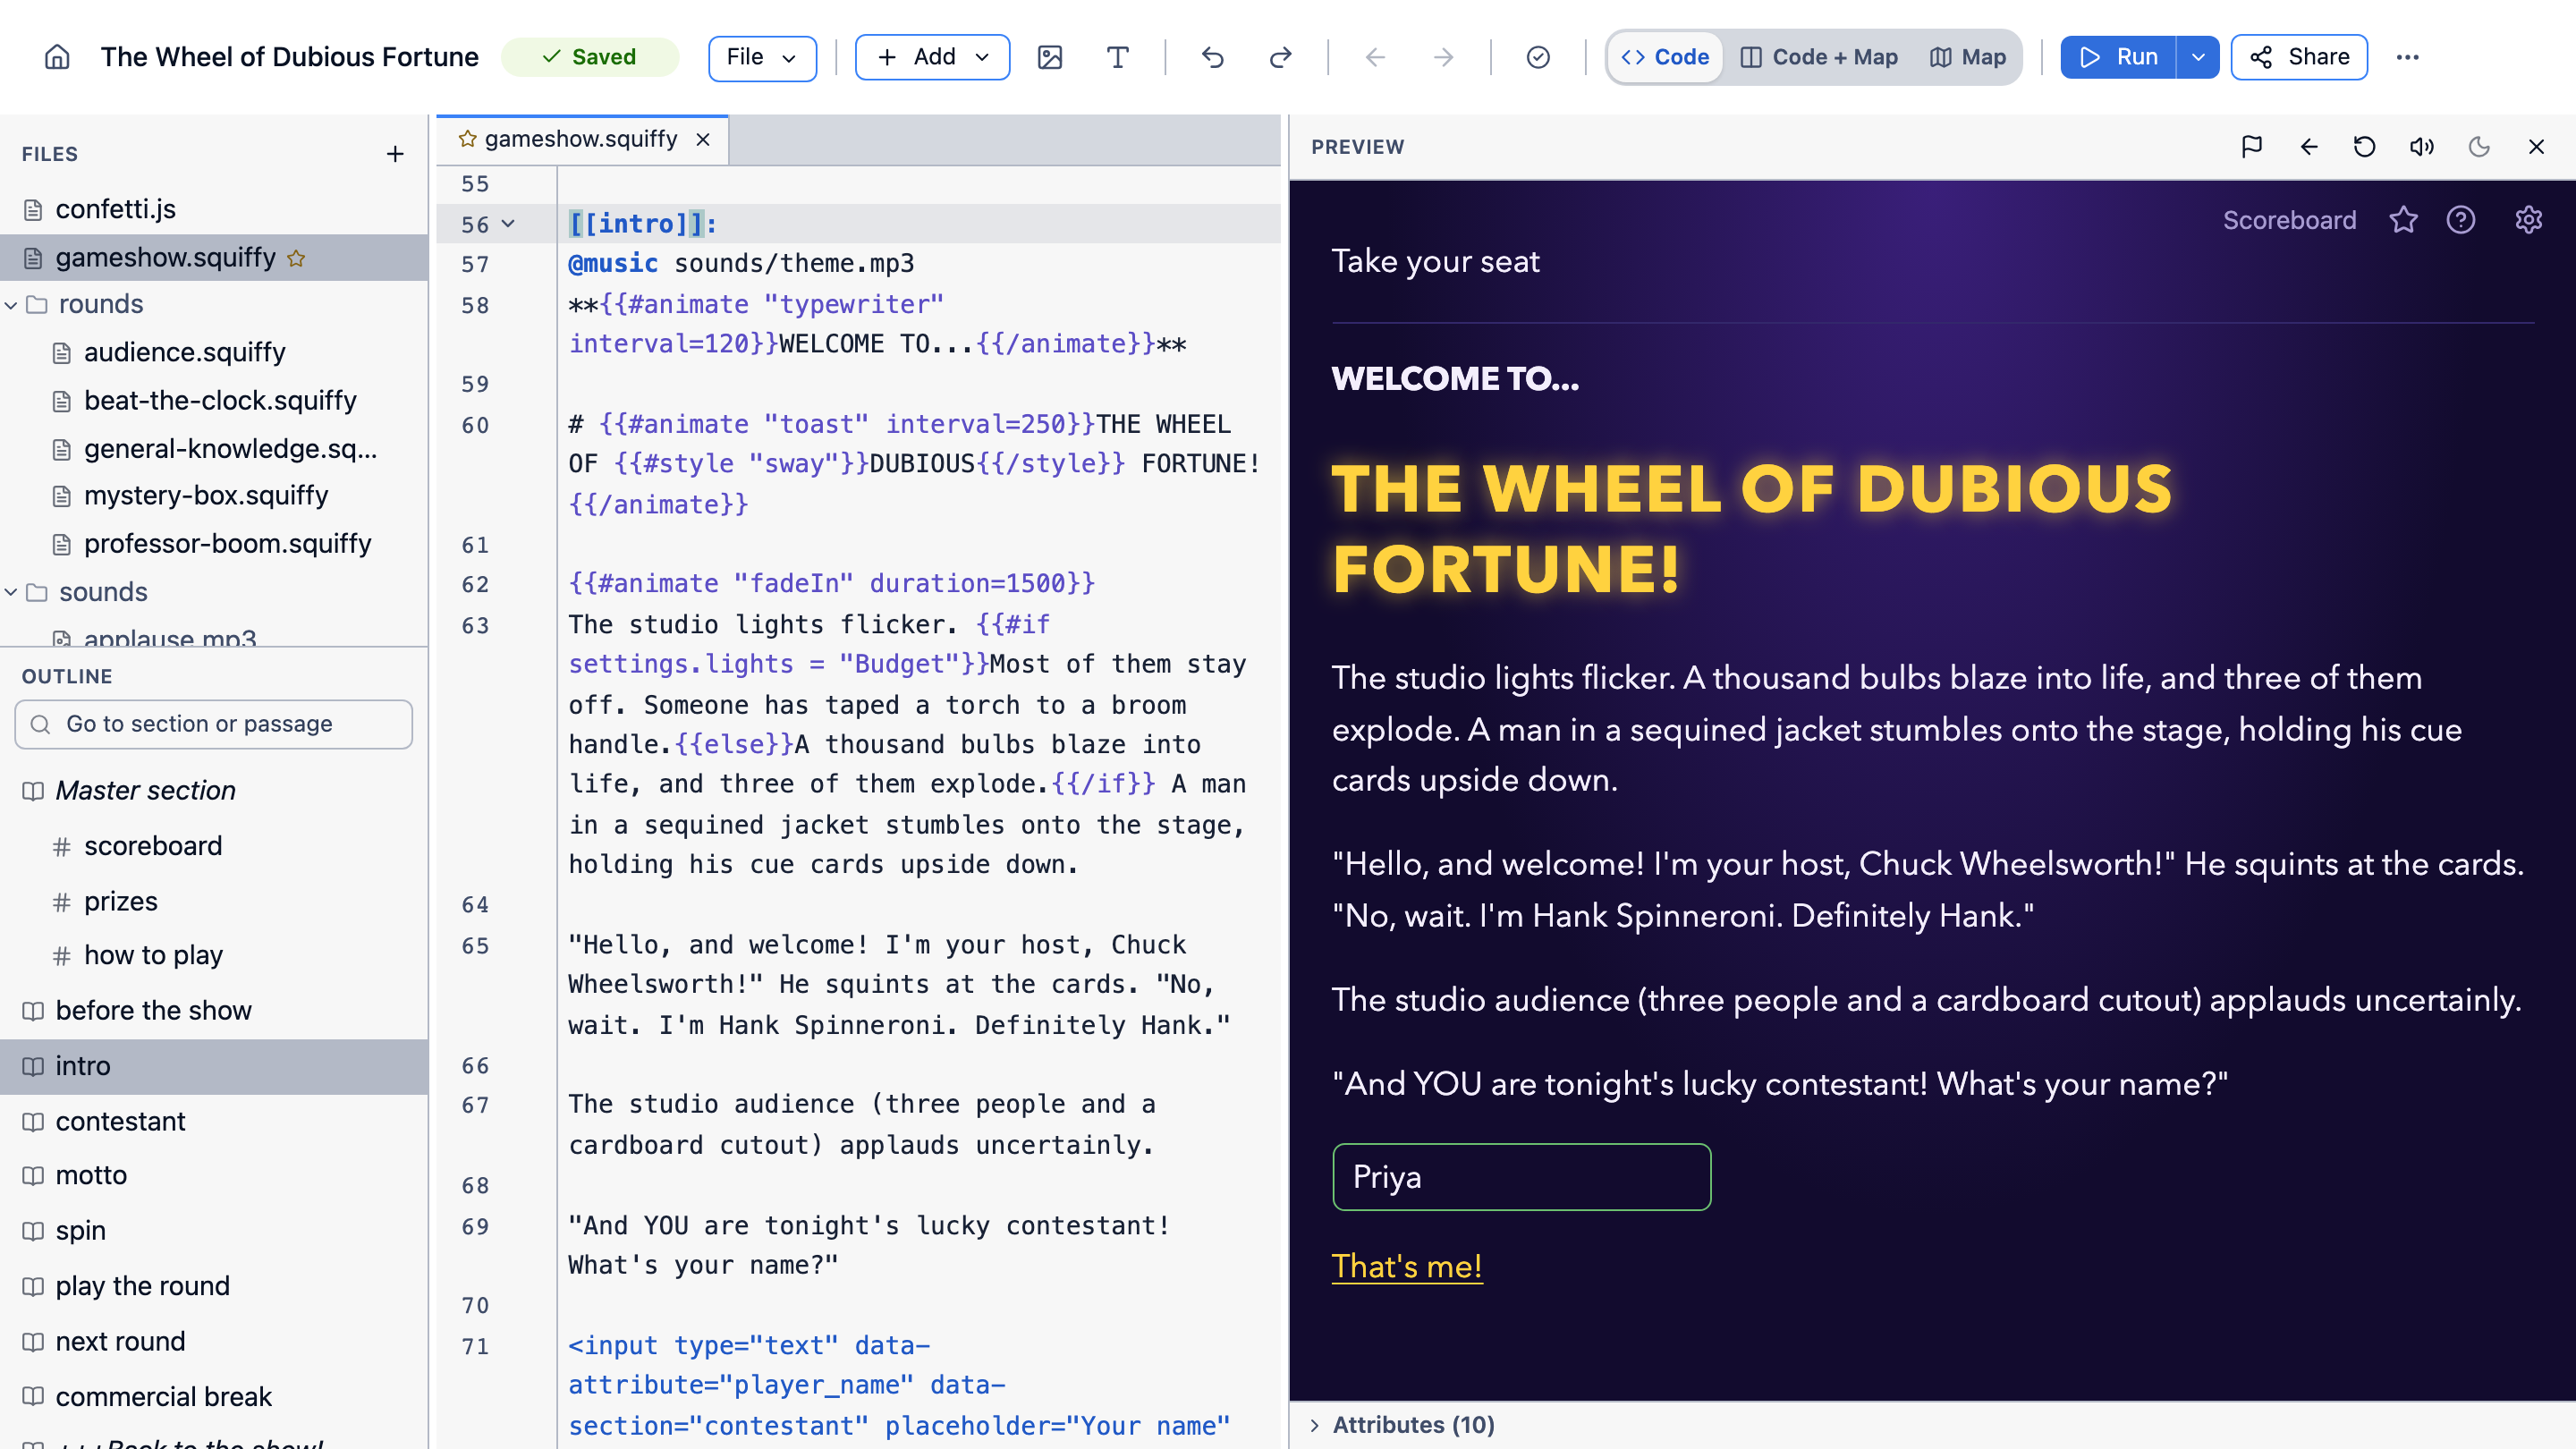 The Wheel of Dubious Fortune
Saved
File
Add
Code
Code + Map
Map
Run
Share
FILES
confetti.js
gameshow.squiffy
rounds
audience.squiffy
beat-the-clock.squiffy
general-knowledge.sq...
mystery-box.squiffy
professor-boom.squiffy
sounds
applause.mp3
OUTLINE
Go to section or passage
Master section
# scoreboard
# prizes
# how to play
before the show
intro
contestant
motto
spin
play the round
next round
commercial break
gameshow.squiffy
55
56 [[intro]]:
57 @music sounds/theme.mp3
58 **{{#animate "typewriter"
interval=120}}WELCOME TO...{{/animate}}**
59
60 # {{#animate "toast" interval=250}}THE WHEEL
OF {{#style "sway"}}DUBIOUS{{/style}} FORTUNE!
{{/animate}}
61
62 {{#animate "fadeIn" duration=1500}}
63 The studio lights flicker. {{#if
settings.lights = "Budget"}}Most of them stay
off. Someone has taped a torch to a broom
handle.{{else}}A thousand bulbs blaze into
life, and three of them explode.{{/if}} A man
in a sequined jacket stumbles onto the stage,
holding his cue cards upside down.
64
65 "Hello, and welcome! I'm your host, Chuck
Wheelsworth!" He squints at the cards. "No,
wait. I'm Hank Spinneroni. Definitely Hank."
66
67 The studio audience (three people and a
cardboard cutout) applauds uncertainly.
68
69 "And YOU are tonight's lucky contestant!
What's your name?"
70
71 <input type="text" data-
attribute="player_name" data-
section="contestant" placeholder="Your name"
PREVIEW
Scoreboard
Take your seat
WELCOME TO...
THE WHEEL OF DUBIOUS
FORTUNE!
The studio lights flicker. A thousand bulbs blaze into life, and three of them
explode. A man in a sequined jacket stumbles onto the stage, holding his cue
cards upside down.
"Hello, and welcome! I'm your host, Chuck Wheelsworth!" He squints at the cards.
"No, wait. I'm Hank Spinneroni. Definitely Hank."
The studio audience (three people and a cardboard cutout) applauds uncertainly.
"And YOU are tonight's lucky contestant! What's your name?"
Priya
That's me!
Attributes (10)